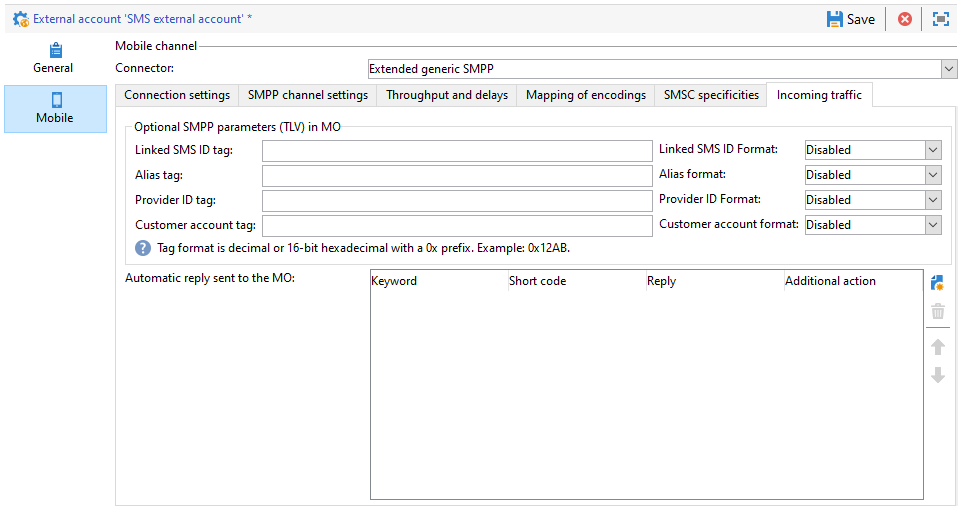 External account 'SMS external account' *
Save
General
Mobile
Mobile channel
Connector:
Extended generic SMPP
Connection settings
SMPP channel settings
Throughput and delays
Mapping of encodings
SMSC specificities
Incoming traffic
Optional SMPP parameters (TLV) in MO
Linked SMS ID tag:
Linked SMS ID Format:
Disabled
Alias tag:
Alias format:
Disabled
Provider ID tag:
Provider ID Format:
Disabled
Customer account tag:
Customer account format:
Disabled
? Tag format is decimal or 16-bit hexadecimal with a 0x prefix. Example: 0x12AB.
Automatic reply sent to the MO:
Keyword
Short code
Reply
Additional action